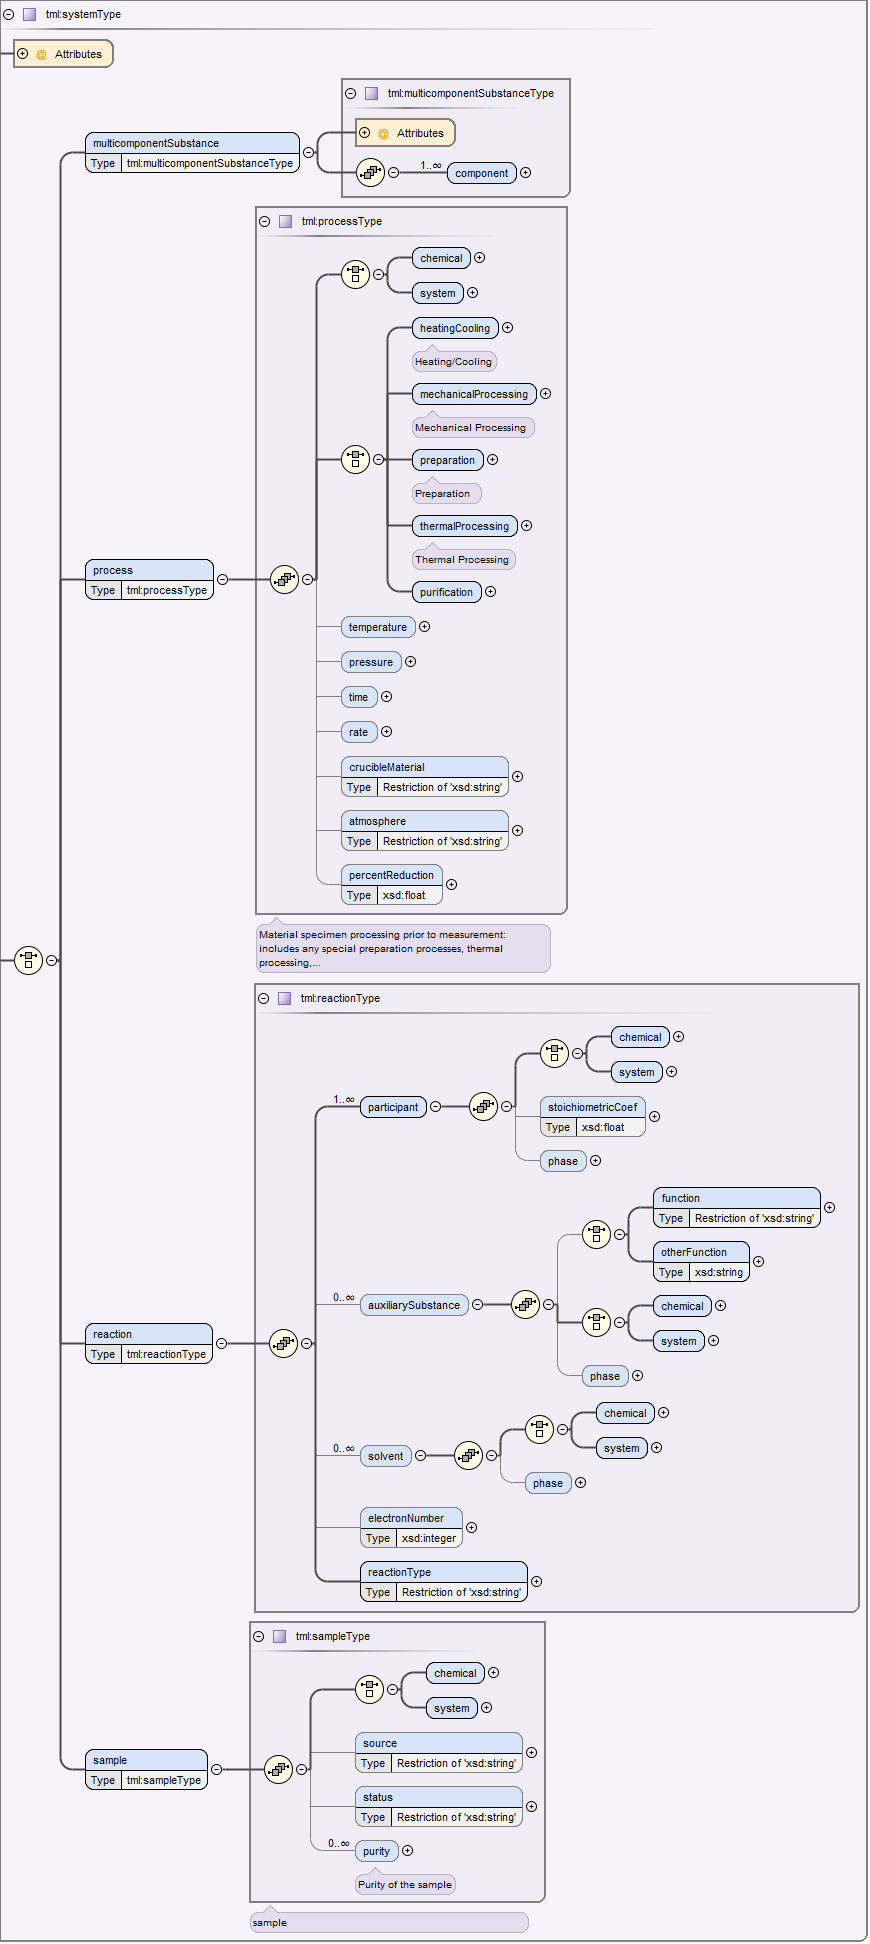 tml:systemType
@ Attributes
tml:multicomponentSubstanceType
@ Attributes
multicomponentSubstance
Type tml:multicomponentSubstanceType
1..∞
component
tml:processType
chemical
system
heatingCooling
Heating/Cooling
mechanicalProcessing
Mechanical Processing
preparation
Preparation
thermalProcessing
Thermal Processing
process
Type tml:processType
purification
temperature
pressure
time
rate
crucibleMaterial
Type Restriction of 'xsd:string'
atmosphere
Type Restriction of 'xsd:string'
percentReduction
Type xsd:float
Material specimen processing prior to measurement:
includes any special preparation processes, thermal
processing,...
tml:reactionType
chemical
system
1..∞
participant
stoichiometricCoef
Type xsd:float
phase
function
Type Restriction of 'xsd:string'
otherFunction
Type xsd:string
0..∞
auxiliarySubstance
chemical
system
phase
reaction
Type tml:reactionType
chemical
system
0..∞
solvent
phase
electronNumber
Type xsd:integer
reactionType
Type Restriction of 'xsd:string'
tml:sampleType
chemical
system
source
Type Restriction of 'xsd:string'
sample
Type tml:sampleType
status
Type Restriction of 'xsd:string'
0..∞
purity
Purity of the sample
sample